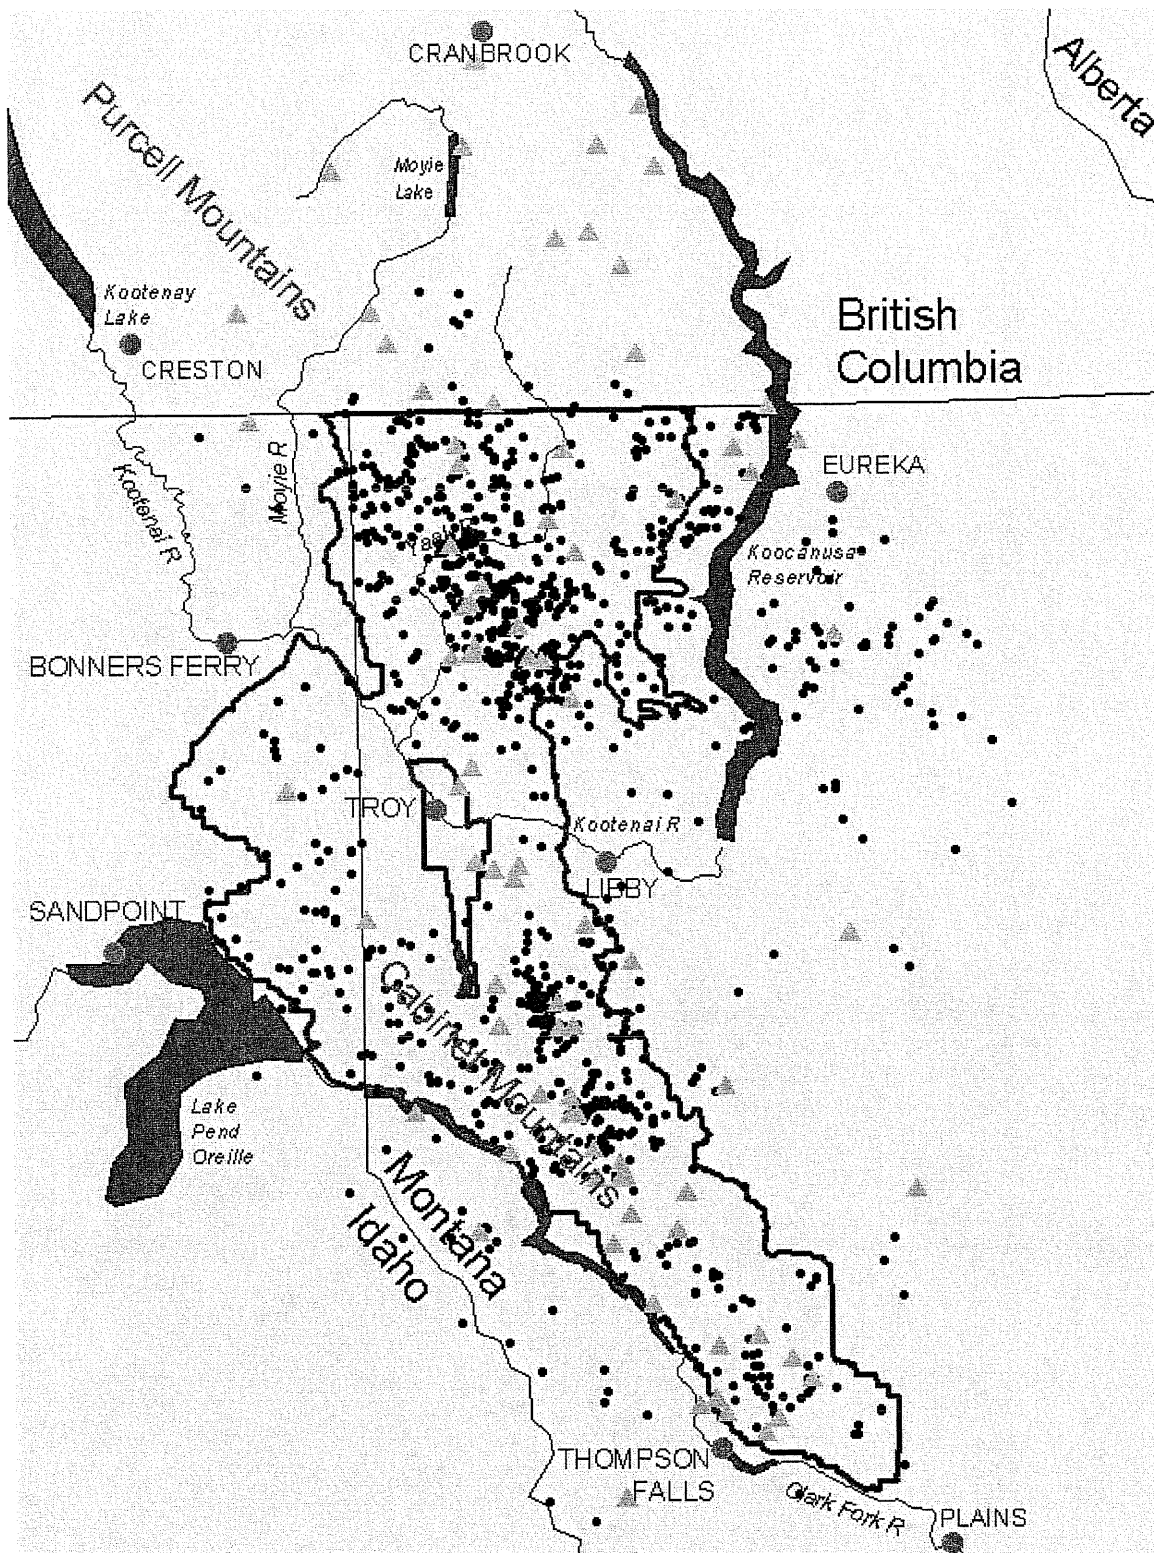 CRANBROOK
Alberta
Purcell Mountains
Moyie
Lake
Kootenay
Lake
British
Columbia
CRESTON
Moyie R
Kootenai R
EUREKA
Koocanusa
Reservoir
BONNERS FERRY
TROY
Kootenai R
LIBBY
SANDPOINT
Cabinet Mountains
Lake
Pend
Oreille
Montana
Idaho
THOMPSON
FALLS
Clark Fork R
PLAINS